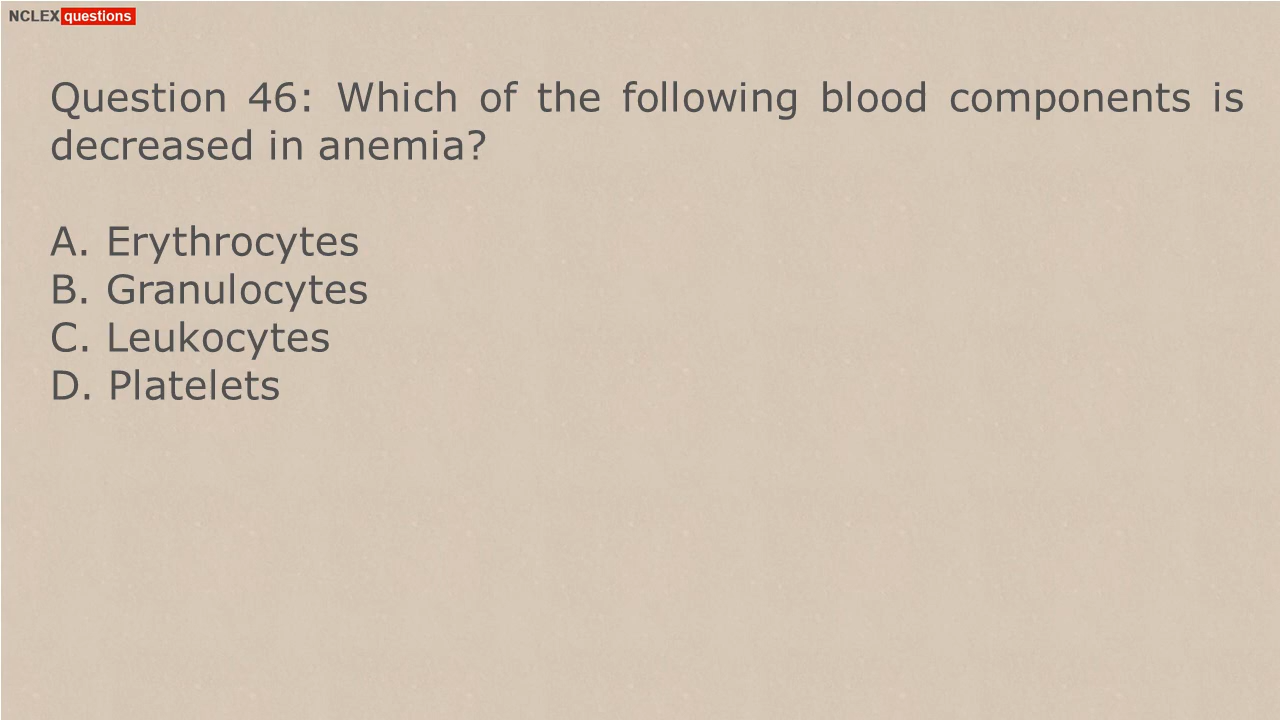 NCLEX questions
Question 46: Which of the following blood components is
decreased in anemia?
A. Erythrocytes
B. Granulocytes
C. Leukocytes
D. Platelets